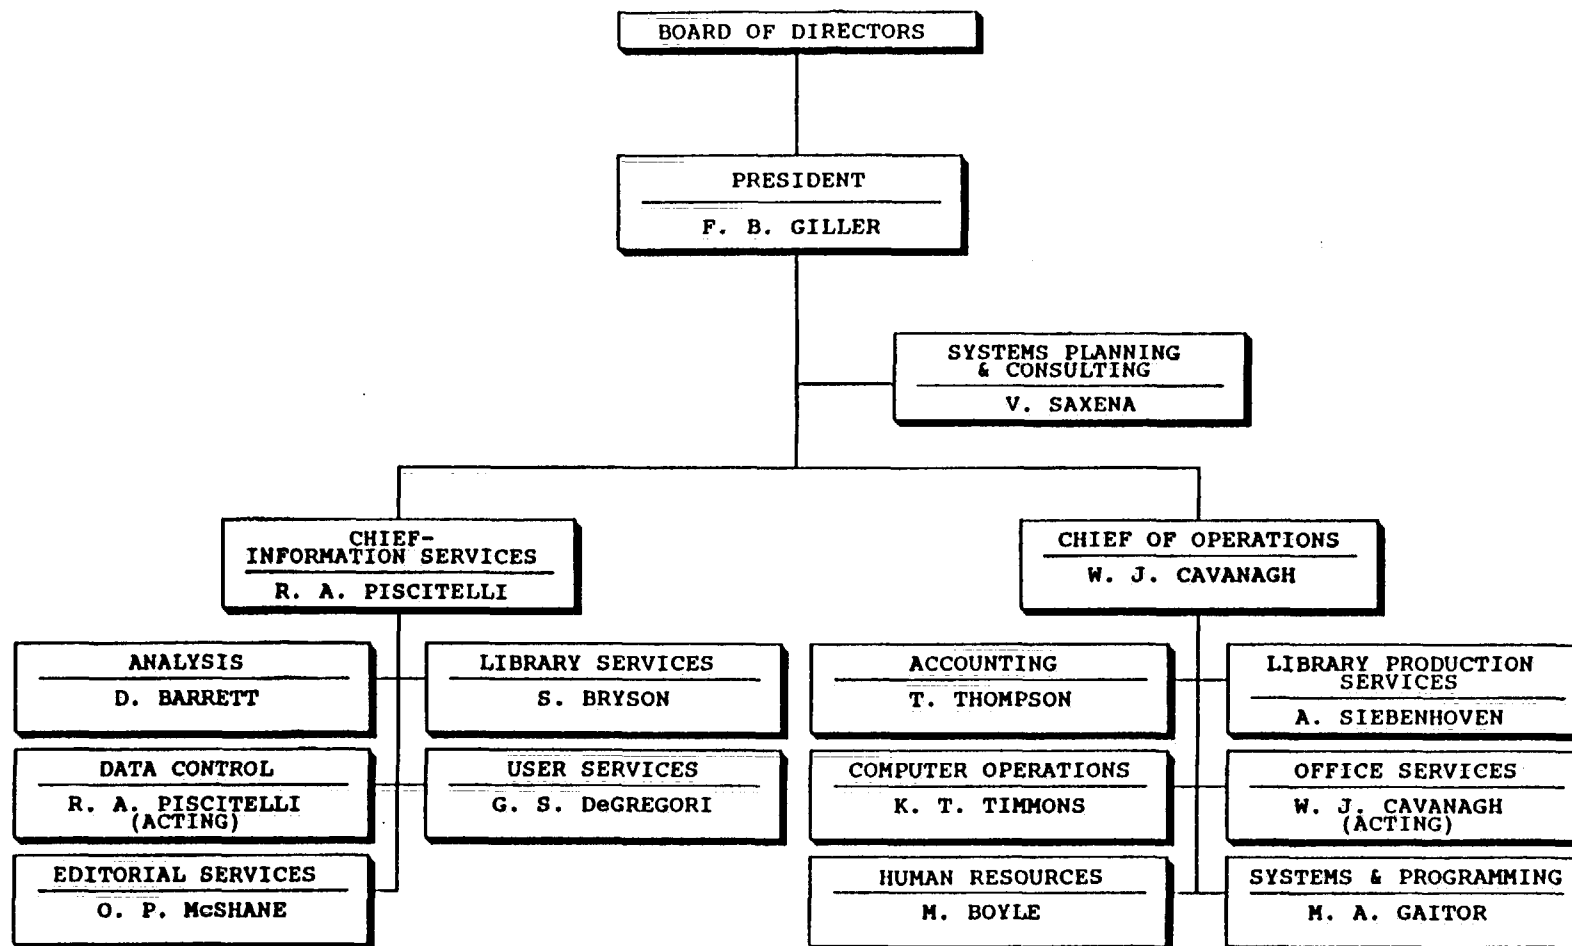 BOARD OF DIRECTORS
PRESIDENT
F. B. GILLER
SYSTEMS PLANNING
& CONSULTING
V. SAXENA
CHIEF-
INFORMATION SERVICES
R. A. PISCITELLI
CHIEF OF OPERATIONS
W. J. CAVANAGH
ANALYSIS
D. BARRETT
LIBRARY SERVICES
S. BRYSON
DATA CONTROL
R. A. PISCITELLI
(ACTING)
USER SERVICES
G. S. DeGREGORI
EDITORIAL SERVICES
O. P. McSHANE
ACCOUNTING
T. THOMPSON
LIBRARY PRODUCTION
SERVICES
A. SIEBENHOVEN
COMPUTER OPERATIONS
K. T. TIMMONS
OFFICE SERVICES
W. J. CAVANAGH
(ACTING)
HUMAN RESOURCES
M. BOYLE
SYSTEMS & PROGRAMMING
M. A. GAITOR